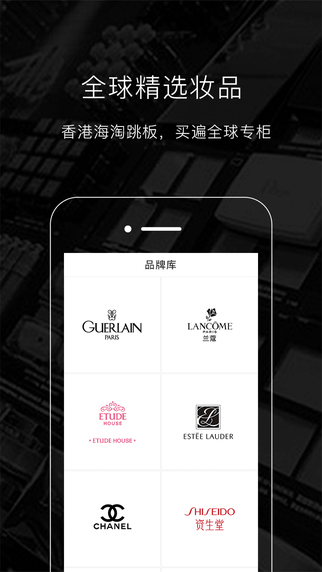 全球精选妆品
香港海淘跳板，买遍全球专柜
品牌库
GUERLAIN
PARIS
LANCÔME
PARIS
兰蔻
ETUDE
HOUSE
• ETUDE HOUSE •
ESTÉE LAUDER
CHANEL
SHISEIDO
资生堂